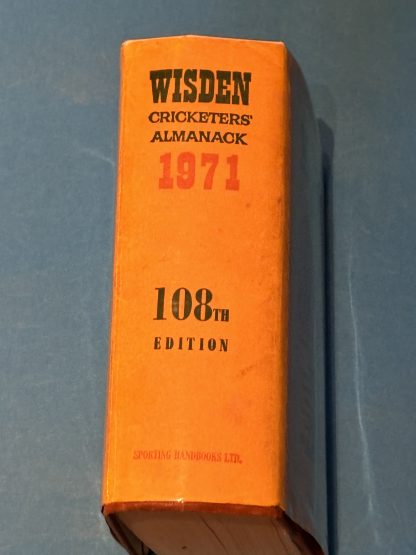 WISDEN
CRICKETERS'
ALMANACK
1971
108TH
EDITION
SPORTING HANDBOOKS LTD.